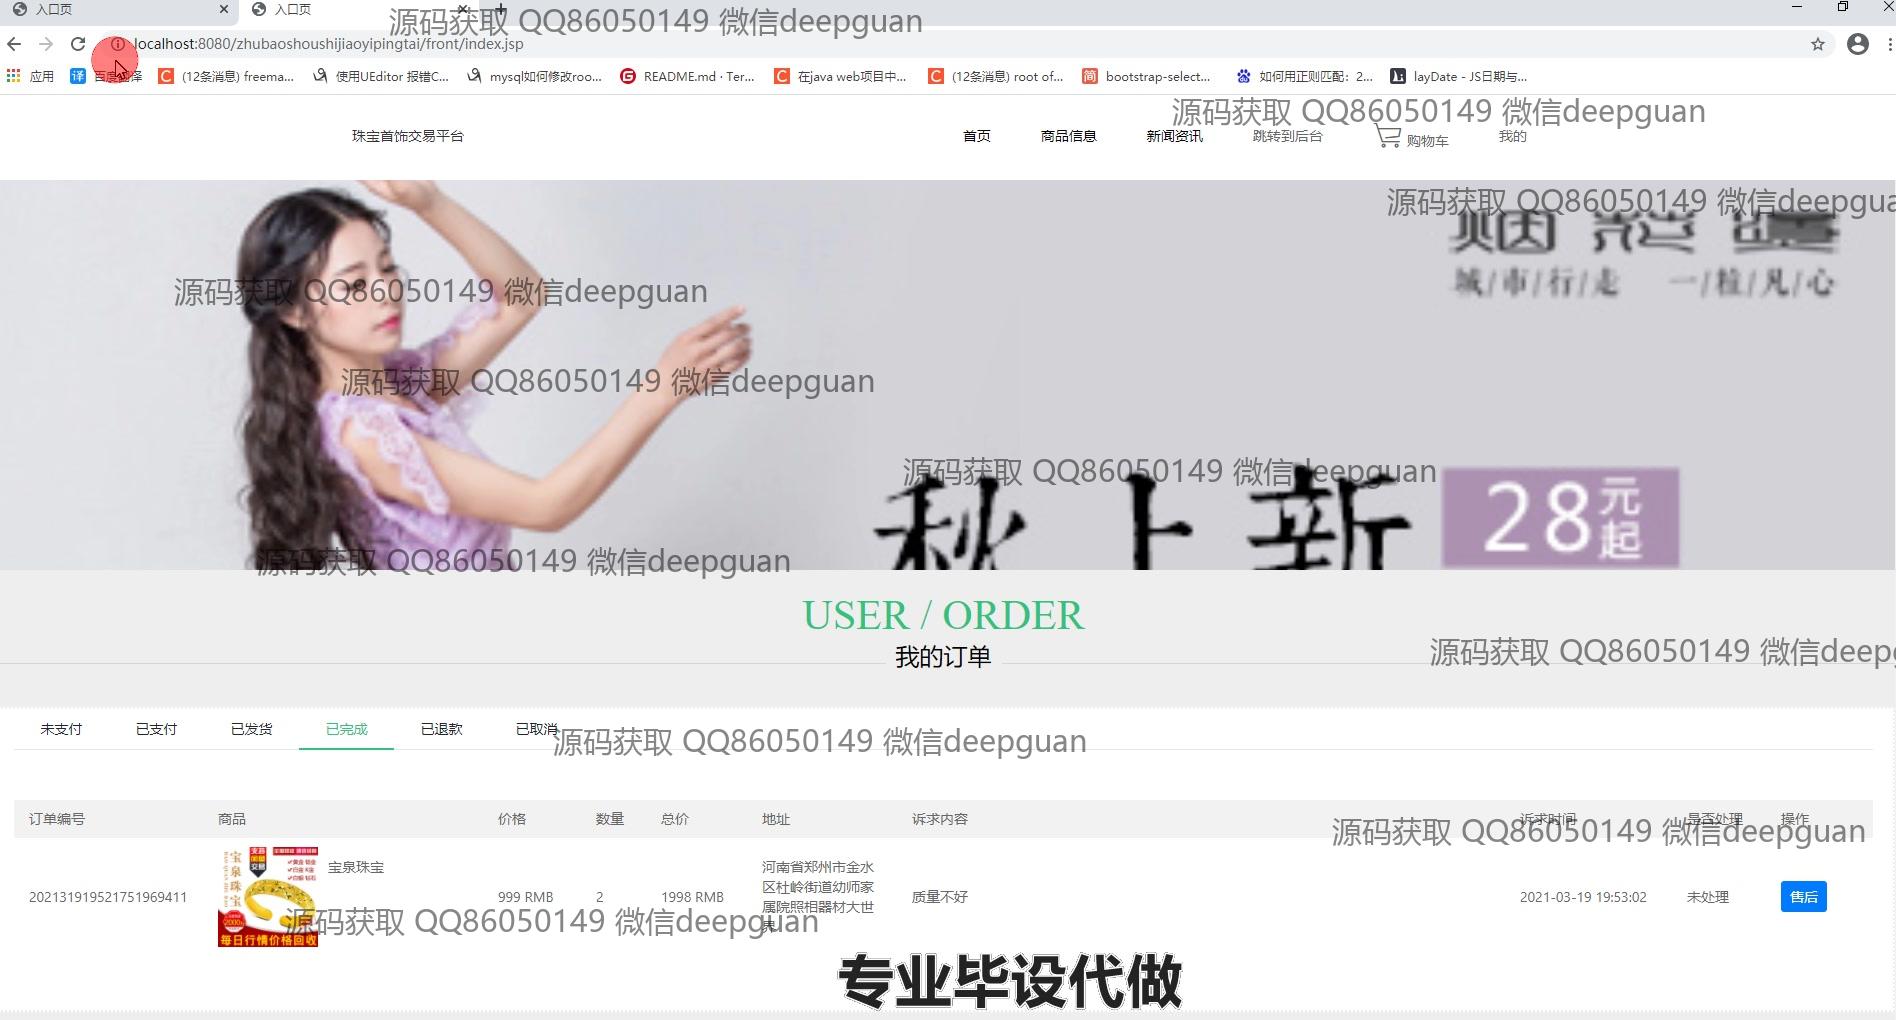 入口页
入口页
源码获取 QQ86050149 微信deepguan
localhost:8080/zhubaoshoushijiaoyipingtai/front/index.jsp
应用
百度翻译
(12条消息) freema...
使用UEditor 报错C...
mysql如何修改roo...
README.md · Ter...
在java web项目中...
(12条消息) root of...
bootstrap-select...
如何用正则匹配：2...
layDate - JS日期与...
源码获取 QQ86050149 微信deepguan
珠宝首饰交易平台
首页
商品信息
新闻资讯
跳转到后台
购物车
我的
源码获取 QQ86050149 微信deepgua
城/市/行/走 一/粒/凡/心
源码获取 QQ86050149 微信deepguan
源码获取 QQ86050149 微信deepguan
源码获取 QQ86050149 微信deepguan
秋上新
28元起
源码获取 QQ86050149 微信deepguan
USER / ORDER
我的订单
源码获取 QQ86050149 微信deepg
未支付
已支付
已发货
已完成
已退款
已取消
源码获取 QQ86050149 微信deepguan
订单编号
商品
价格
数量
总价
地址
诉求内容
诉求时间
是否处理
操作
源码获取 QQ86050149 微信deepguan
宝泉珠宝
每日行情价格回收
宝泉珠宝
202131919521751969411
999 RMB
2
1998 RMB
河南省郑州市金水
区杜岭街道幼师家
属院照相器材大世
界
质量不好
2021-03-19 19:53:02
未处理
售后
源码获取 QQ86050149 微信deepguan
专业毕设代做